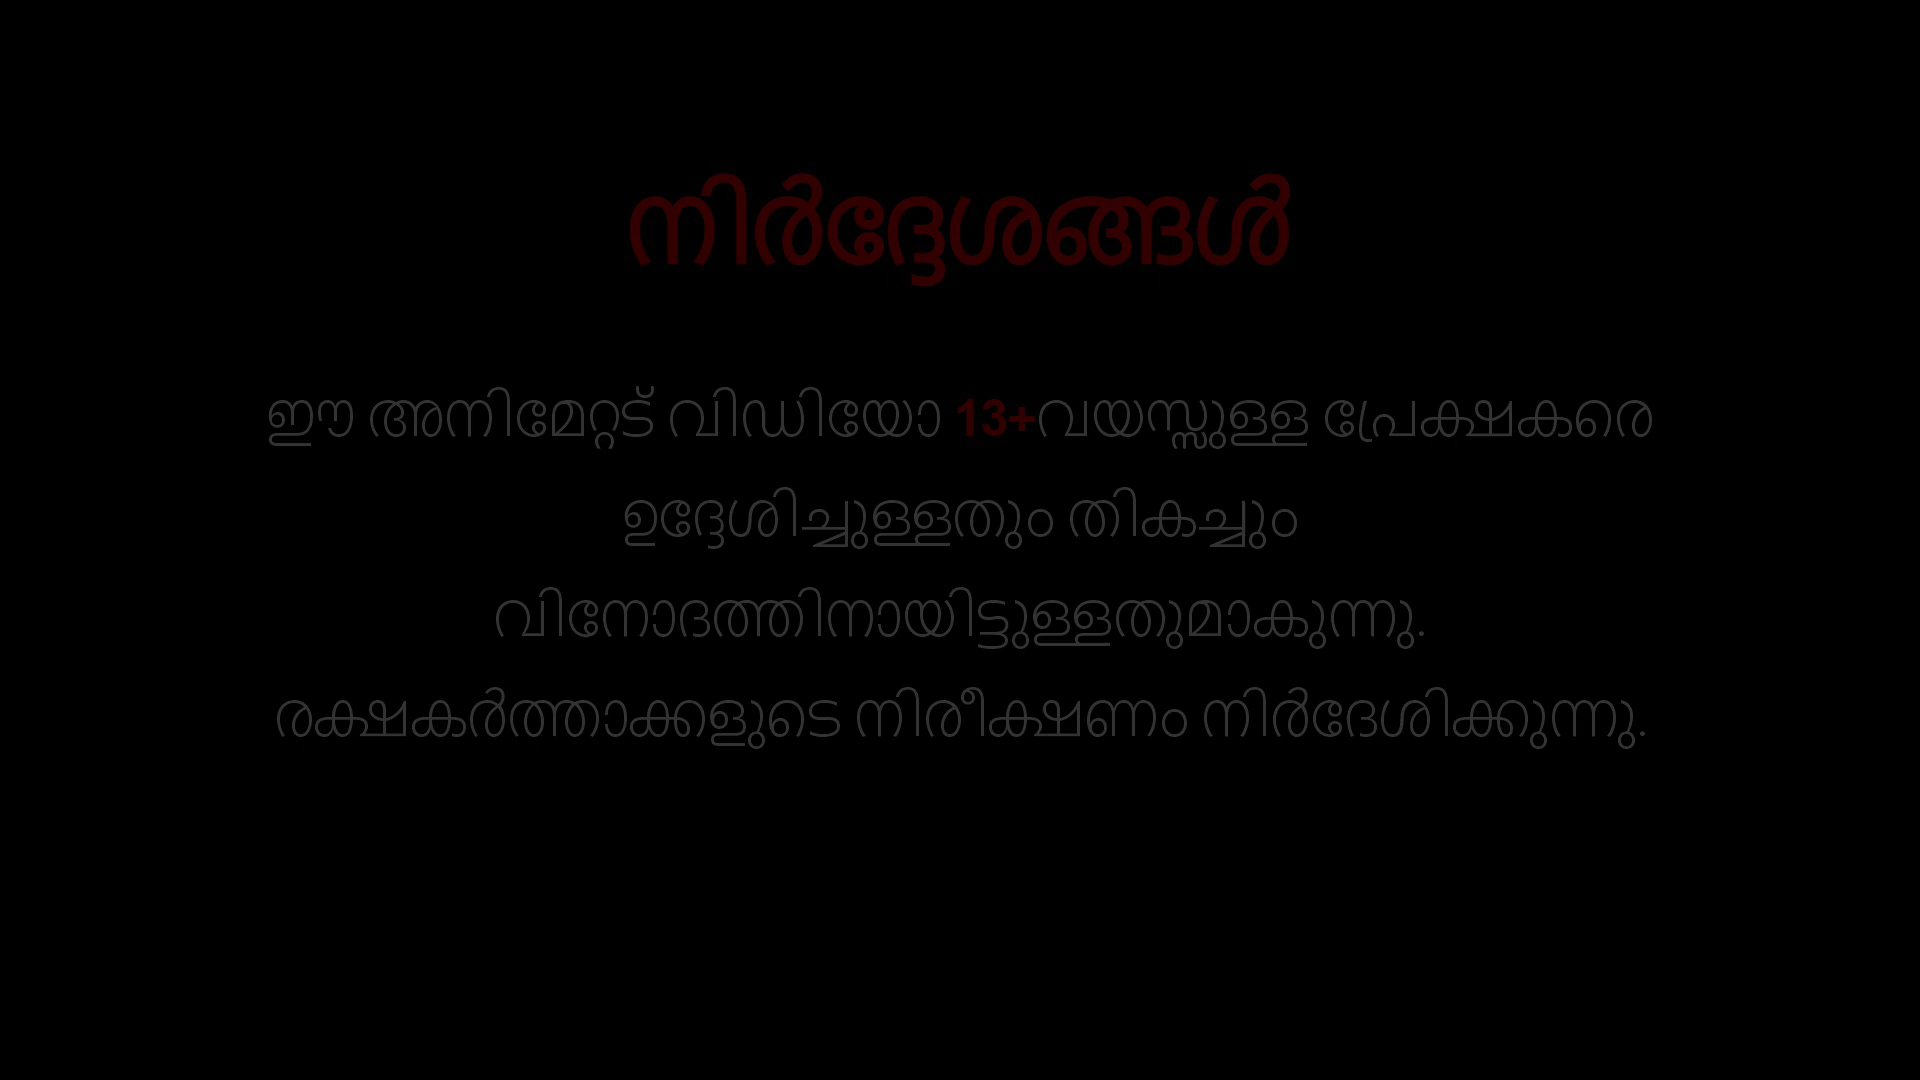 നിർദ്ദേശങ്ങൾ
ഈ അനിമേറ്റട് വിഡിയോ 13+വയസ്സുള്ള പ്രേക്ഷകരെ
ഉദ്ദേശിച്ചുള്ളതും തികച്ചും
വിനോദത്തിനായിട്ടുള്ളതുമാകുന്നു.
രക്ഷകർത്താക്കളുടെ നിരീക്ഷണം നിർദേശിക്കുന്നു.